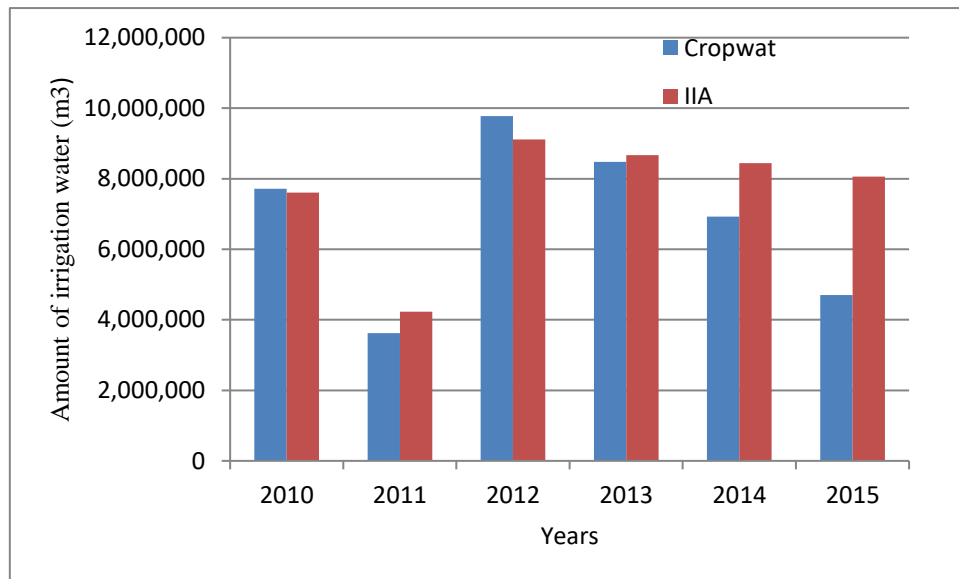 12,000,000
10,000,000
8,000,000
6,000,000
4,000,000
2,000,000
0
Amount of irrigation water (m3)
Cropwat
IIA
2010 2011 2012 2013 2014 2015
Years